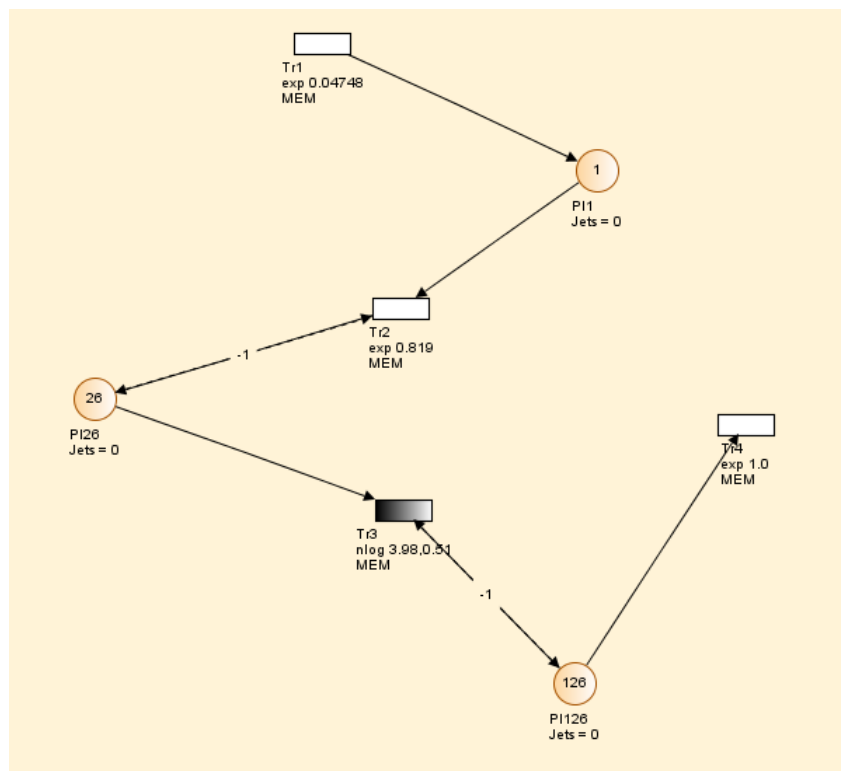 Tr1
exp 0.04748
MEM
1
Pl1
Jets = 0
Tr2
exp 0.819
MEM
-1
26
Pl26
Jets = 0
Tr4
exp 1.0
MEM
Tr3
nlog 3.98,0.51
MEM
-1
126
Pl126
Jets = 0